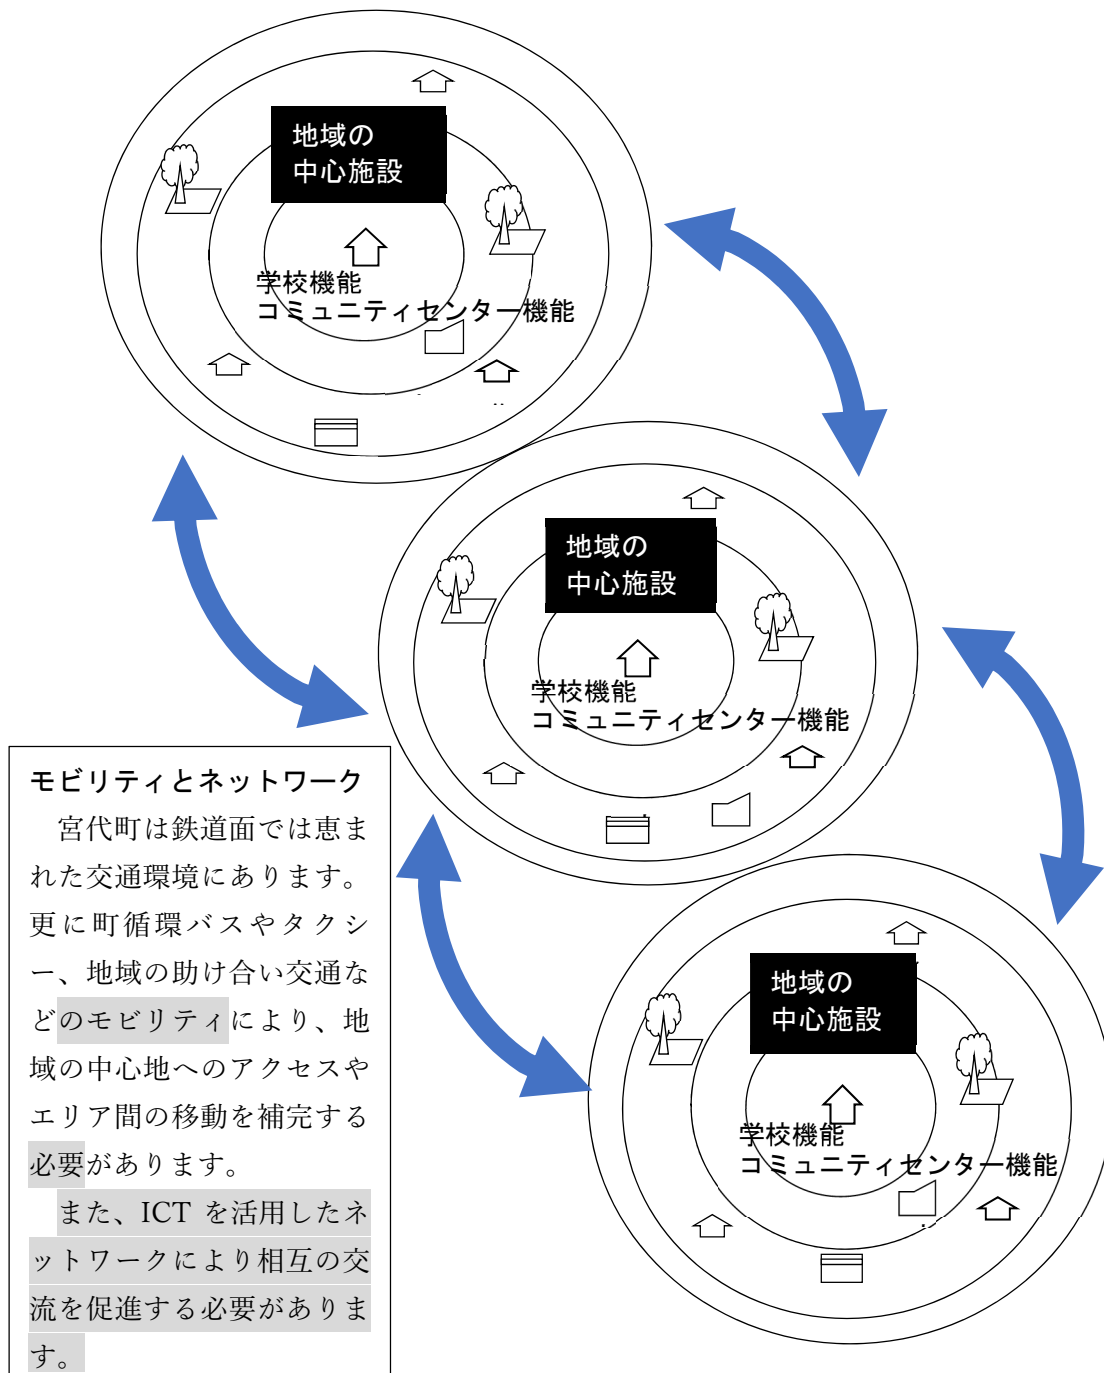 地域の
中心施設
学校機能
コミュニティセンター機能
地域の
中心施設
学校機能
コミュニティセンター機能
モビリティとネットワーク
宮代町は鉄道面では恵ま
れた交通環境にあります。
更に町循環バスやタクシ
ー、地域の助け合い交通な
どのモビリティにより、地
域の中心地へのアクセスや
エリア間の移動を補完する
必要があります。
また、ICT を活用したネ
ットワークにより相互の交
流を促進する必要がありま
す。
地域の
中心施設
学校機能
コミュニティセンター機能